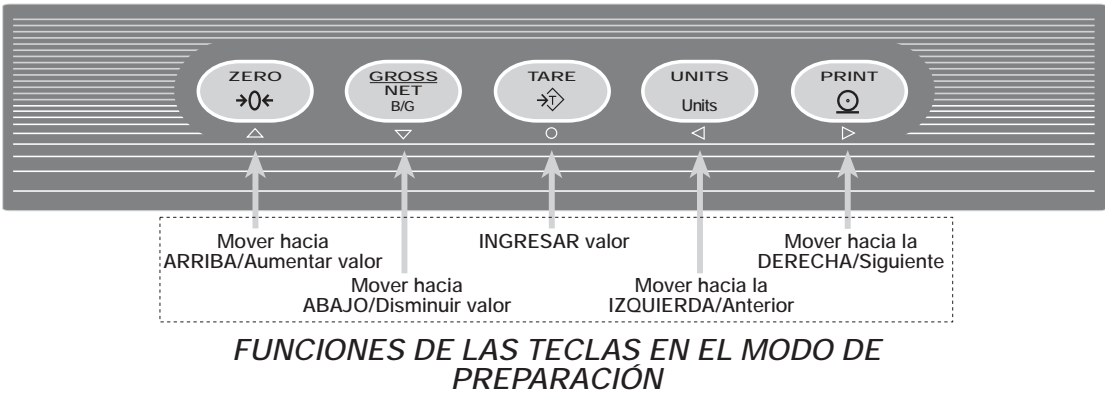 ZERO
→0←
GROSS
NET
B/G
TARE
T
UNITS
Units
PRINT
Mover hacia
ARRIBA/Aumentar valor
Mover hacia
ABAJO/Disminuir valor
INGRESAR valor
Mover hacia la
IZQUIERDA/Anterior
Mover hacia la
DERECHA/Siguiente
FUNCIONES DE LAS TECLAS EN EL MODO DE
PREPARACIÓN